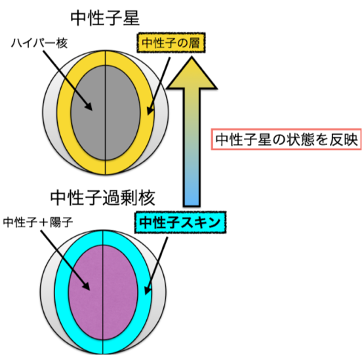 中性子星
ハイパー核
中性子の層
中性子星の状態を反映
中性子過剰核
中性子＋陽子
中性子スキン